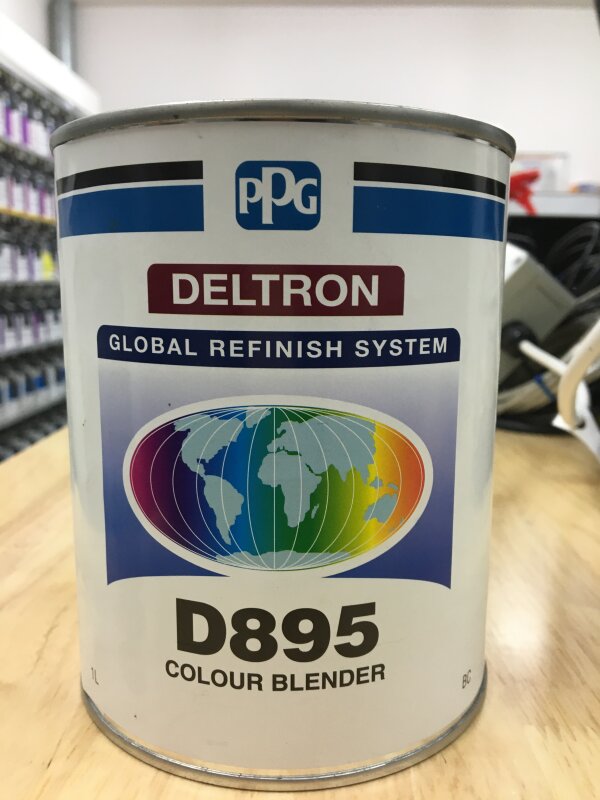 PPG
DELTRON
GLOBAL REFINISH SYSTEM
D895
COLOUR BLENDER
1L
BC